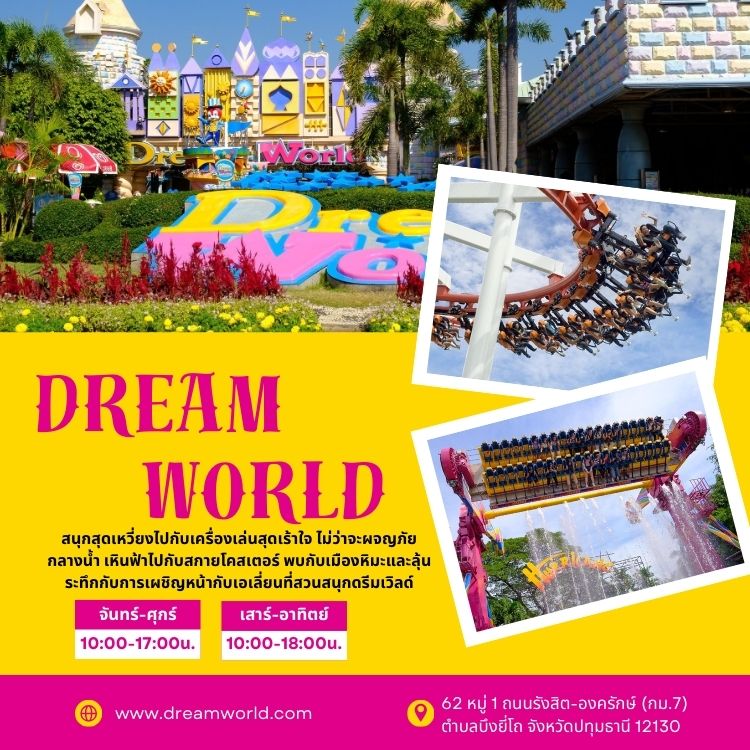 Dream World
Dre
Wo
DREAM
WORLD
สนุกสุดเหวี่ยงไปกับเครื่องเล่นสุดเร้าใจ ไม่ว่าจะผจญภัย
กลางน้ำ เหินฟ้าไปกับสกายโคสเตอร์ พบกับเมืองหิมะและลุ้น
ระทึกกับการเผชิญหน้ากับเอเลี่ยนที่สวนสนุกดรีมเวิลด์
จันทร์-ศุกร์
เสาร์-อาทิตย์
10:00-17:00น.
10:00-18:00น.
www.dreamworld.com
62 หมู่ 1 ถนนรังสิต-องครักษ์ (กม.7)
ตำบลบึงยี่โถ จังหวัดปทุมธานี 12130